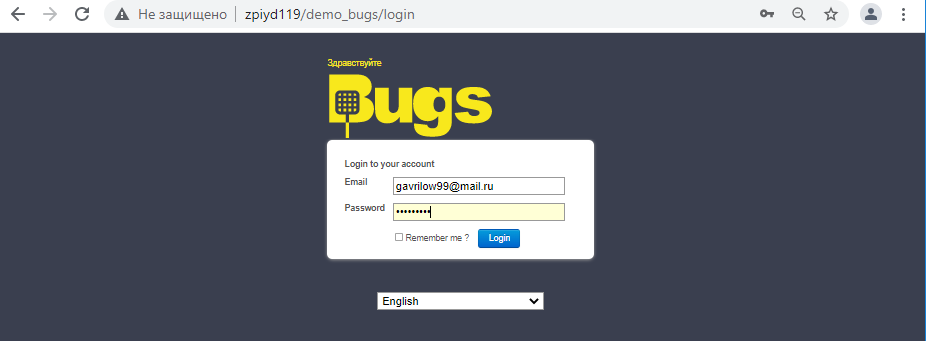 Не защищено | zpiyd119/demo_bugs/login
Здравствуйте
Bugs
Login to your account
Email gavrilow99@mail.ru
Password •••••••••
Remember me ? Login
English